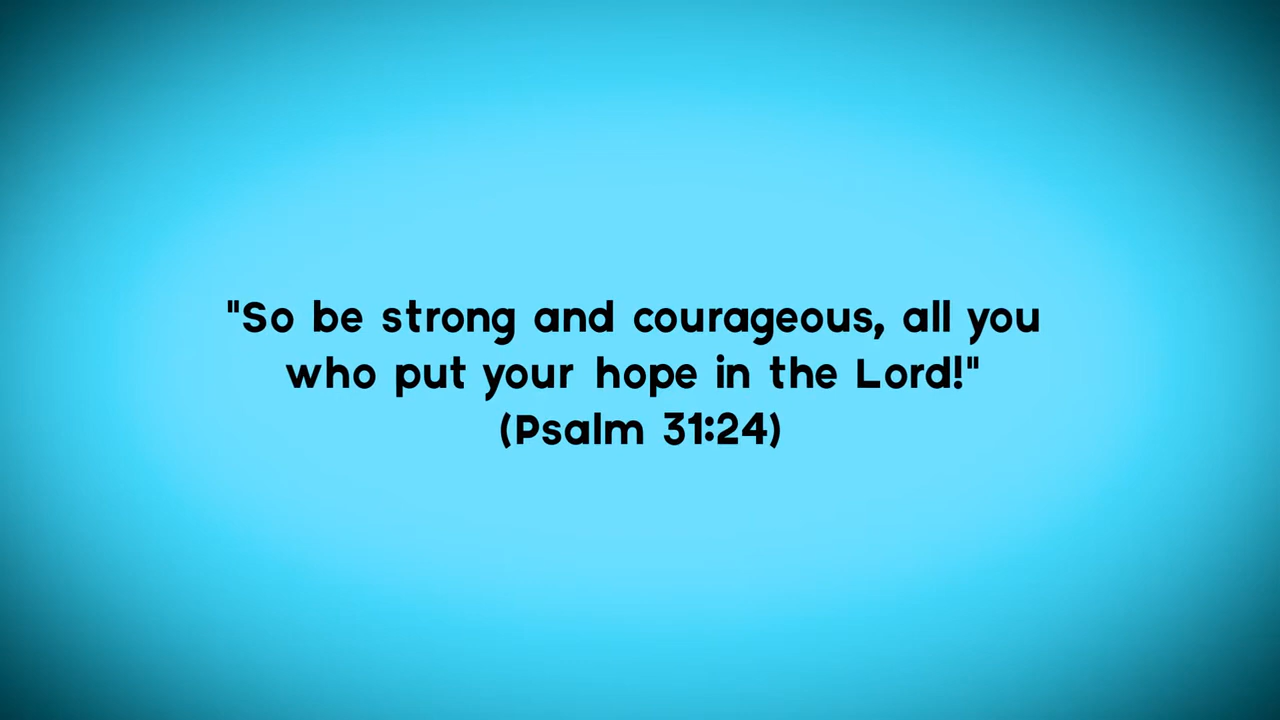 "So be strong and courageous, all you
who put your hope in the Lord!"
(Psalm 31:24)